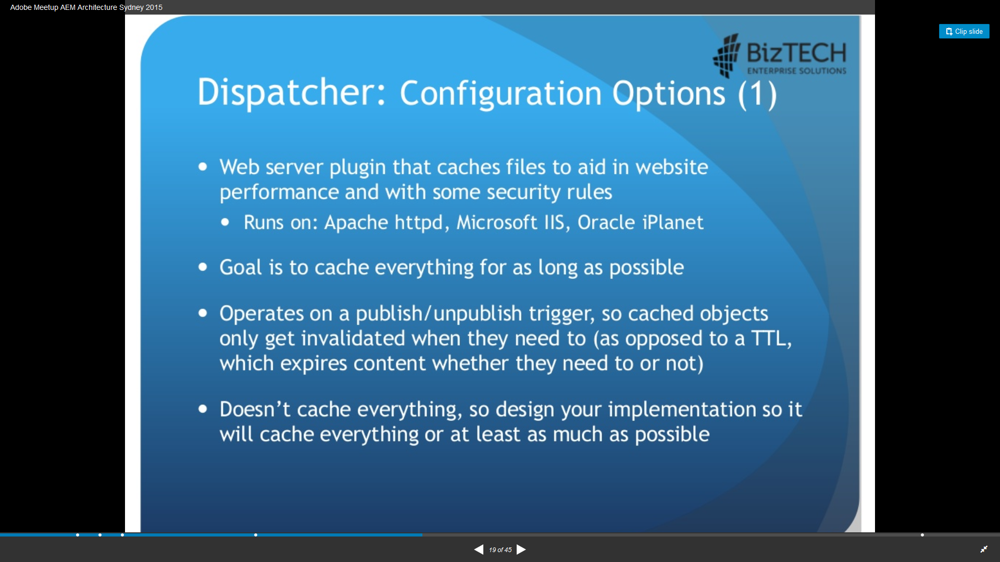 Adobe Meetup AEM Architecture Sydney 2015
Clip slide
BizTECH
ENTERPRISE SOLUTIONS
Dispatcher: Configuration Options (1)
• Web server plugin that caches files to aid in website
performance and with some security rules
• Runs on: Apache httpd, Microsoft IIS, Oracle iPlanet
• Goal is to cache everything for as long as possible
• Operates on a publish/unpublish trigger, so cached objects
only get invalidated when they need to (as opposed to a TTL,
which expires content whether they need to or not)
• Doesn’t cache everything, so design your implementation so it
will cache everything or at least as much as possible
19 of 45